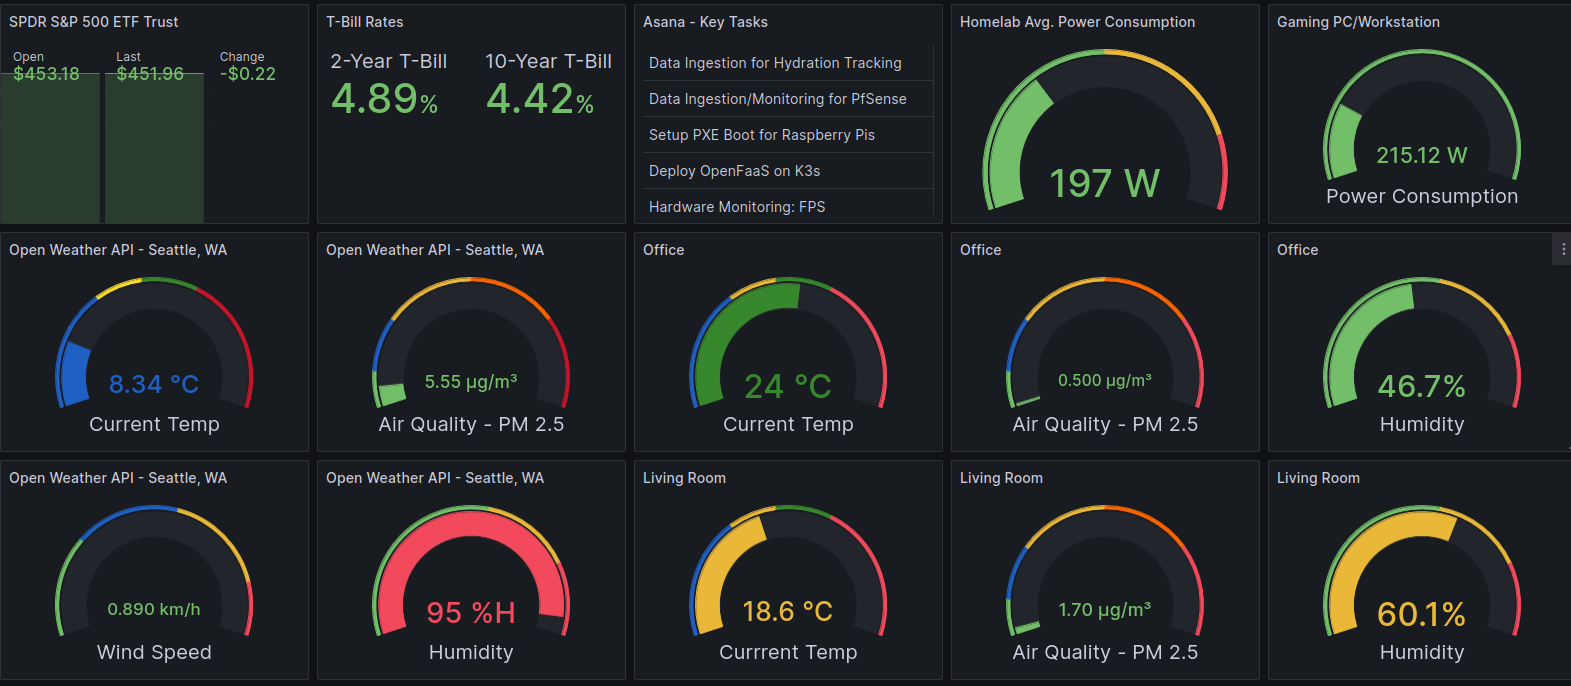 SPDR S&P 500 ETF Trust
Open
$453.18
Last
$451.96
Change
-$0.22
T-Bill Rates
2-Year T-Bill
4.89%
10-Year T-Bill
4.42%
Asana - Key Tasks
Data Ingestion for Hydration Tracking
Data Ingestion/Monitoring for PfSense
Setup PXE Boot for Raspberry Pis
Deploy OpenFaaS on K3s
Hardware Monitoring: FPS
Homelab Avg. Power Consumption
197 W
Gaming PC/Workstation
215.12 W
Power Consumption
Open Weather API - Seattle, WA
8.34 °C
Current Temp
Open Weather API - Seattle, WA
5.55 μg/m³
Air Quality - PM 2.5
Office
24 °C
Current Temp
Office
0.500 μg/m³
Air Quality - PM 2.5
Office
46.7%
Humidity
Open Weather API - Seattle, WA
0.890 km/h
Wind Speed
Open Weather API - Seattle, WA
95 %H
Humidity
Living Room
18.6 °C
Currrent Temp
Living Room
1.70 μg/m³
Air Quality - PM 2.5
Living Room
60.1%
Humidity